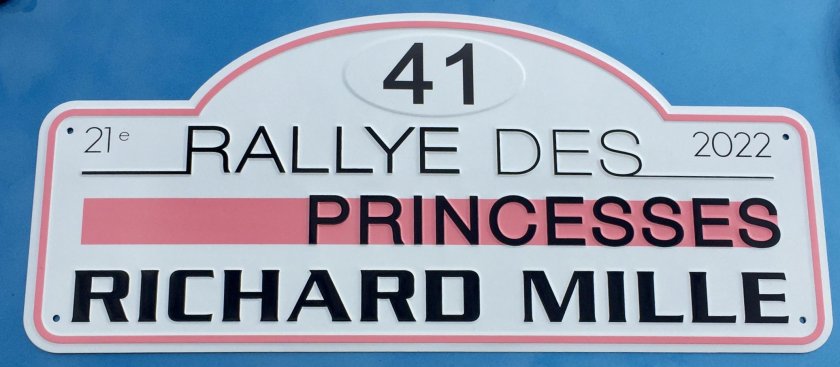 41
21e RALLYE DES 2022
PRINCESSES
RICHARD MILLE